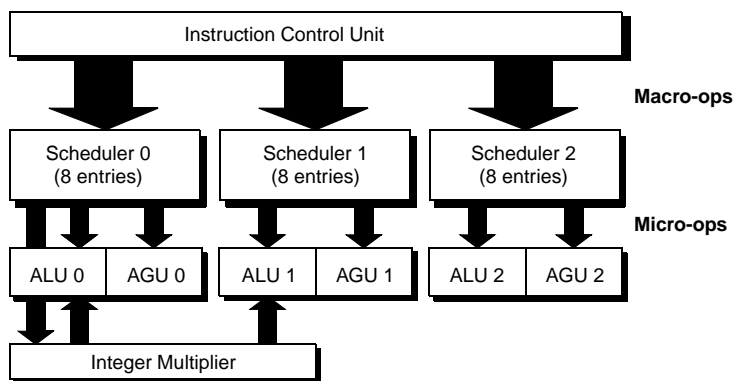 Instruction Control Unit
Macro-ops
Scheduler 0
(8 entries)
Scheduler 1
(8 entries)
Scheduler 2
(8 entries)
Micro-ops
ALU 0
AGU 0
ALU 1
AGU 1
ALU 2
AGU 2
Integer Multiplier